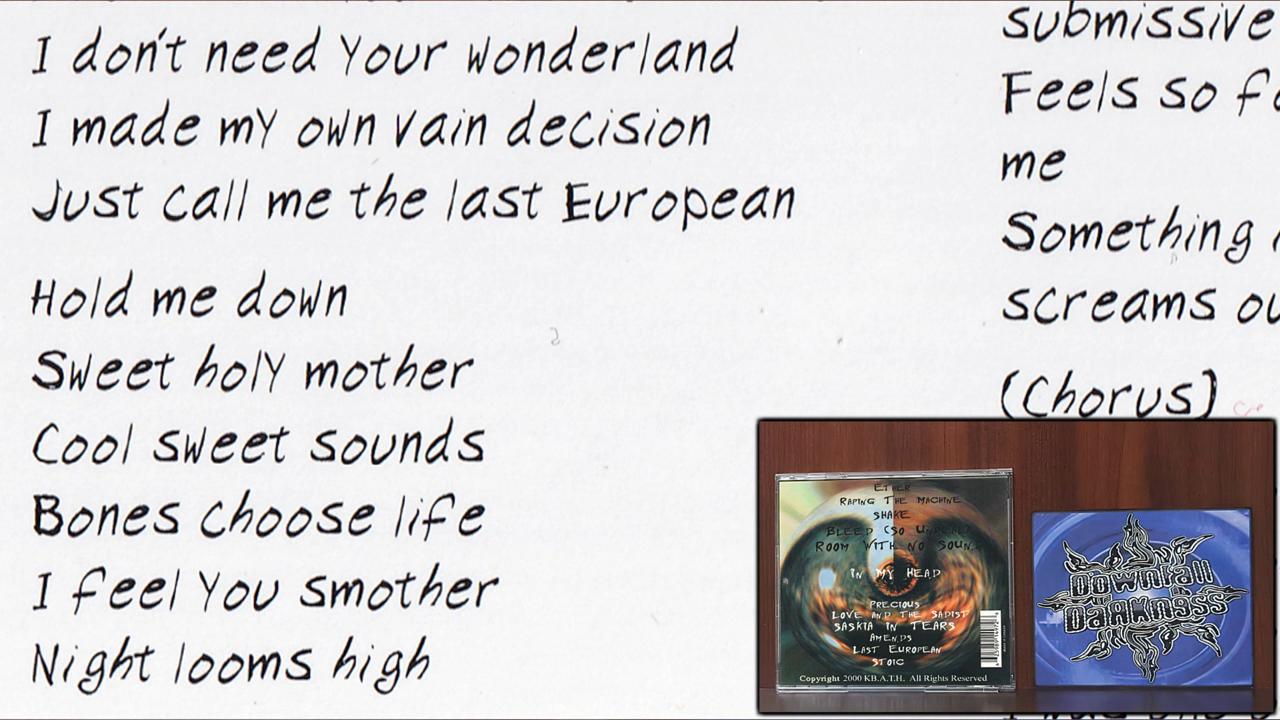 I don't need your wonderland
I made my own vain decision
Just call me the last European
Hold me down
Sweet holy mother
Cool sweet sounds
Bones choose life
I feel you smother
Night looms high
submissive
Feels so
me
Something
screams
(Chorus)
ETHER
RAPING THE MACHINE
SHAKE
BLEED (SO
ROOM WITH NO SOUND
IN MY HEAD
PRECIOUS
LOVE AND THE SADIST
SASKIA IN TEARS
AMENDS
LAST EUROPEAN
STOIC
Copyright 2000 KB.A.T.H. All Rights Reserved
Downfall
Darkness